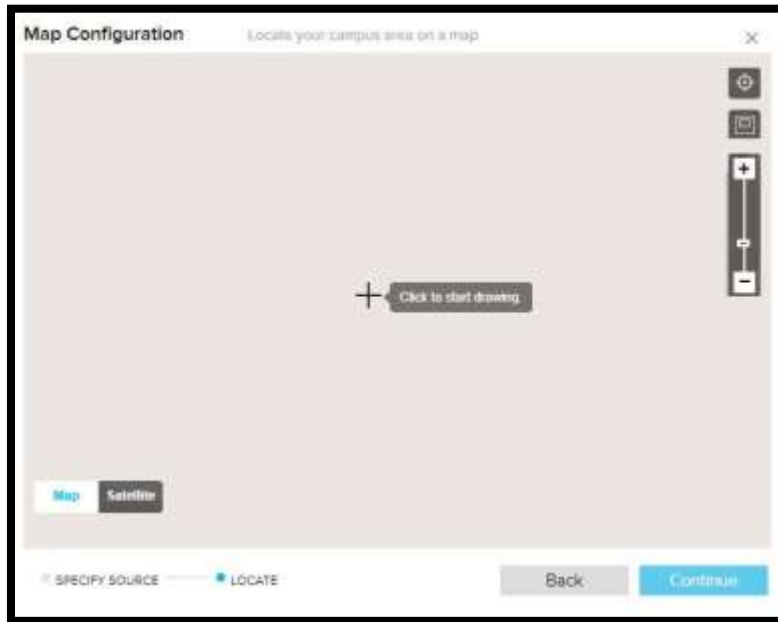 Map Configuration
Locate your campus area on a map
Click to start drawing.
Map
Satellite
SPECIFY SOURCE
LOCATE
Back
Continue